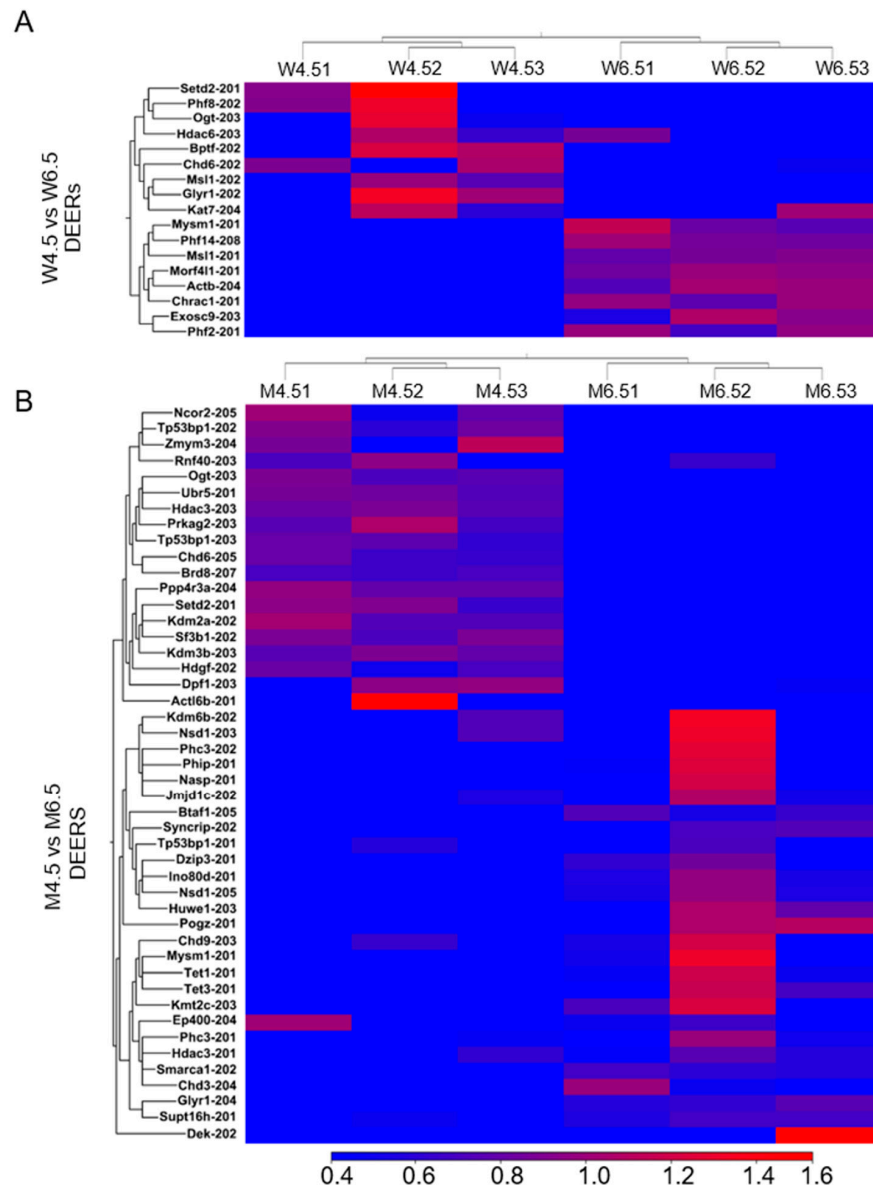 A
W4.51 W4.52 W4.53 W6.51 W6.52 W6.53
W4.5 vs W6.5
DEERs
Setd2-201
Phf8-202
Ogt-203
Hdac6-203
Bptf-202
Chd6-202
Msl1-202
Glyr1-202
Kat7-204
Mysm1-201
Phf14-208
Msl1-201
Morf4l1-201
Actb-204
Chrac1-201
Exosc9-203
Phf2-201
B
M4.51 M4.52 M4.53 M6.51 M6.52 M6.53
M4.5 vs M6.5
DEERS
Ncor2-205
Tp53bp1-202
Zmym3-204
Rnf40-203
Ogt-203
Ubr5-201
Hdac3-203
Prkag2-203
Tp53bp1-203
Chd6-205
Brd8-207
Ppp4r3a-204
Setd2-201
Kdm2a-202
Sf3b1-202
Kdm3b-203
Hdgf-202
Dpf1-203
Actl6b-201
Kdm6b-202
Nsd1-203
Phc3-202
Phip-201
Nasp-201
Jmjd1c-202
Btaf1-205
Syncrip-202
Tp53bp1-201
Dzip3-201
Ino80d-201
Nsd1-205
Huwe1-203
Pogz-201
Chd9-203
Mysm1-201
Tet1-201
Tet3-201
Kmt2c-203
Ep400-204
Phc3-201
Hdac3-201
Smarca1-202
Chd3-204
Glyr1-204
Supt16h-201
Dek-202
0.4 0.6 0.8 1.0 1.2 1.4 1.6